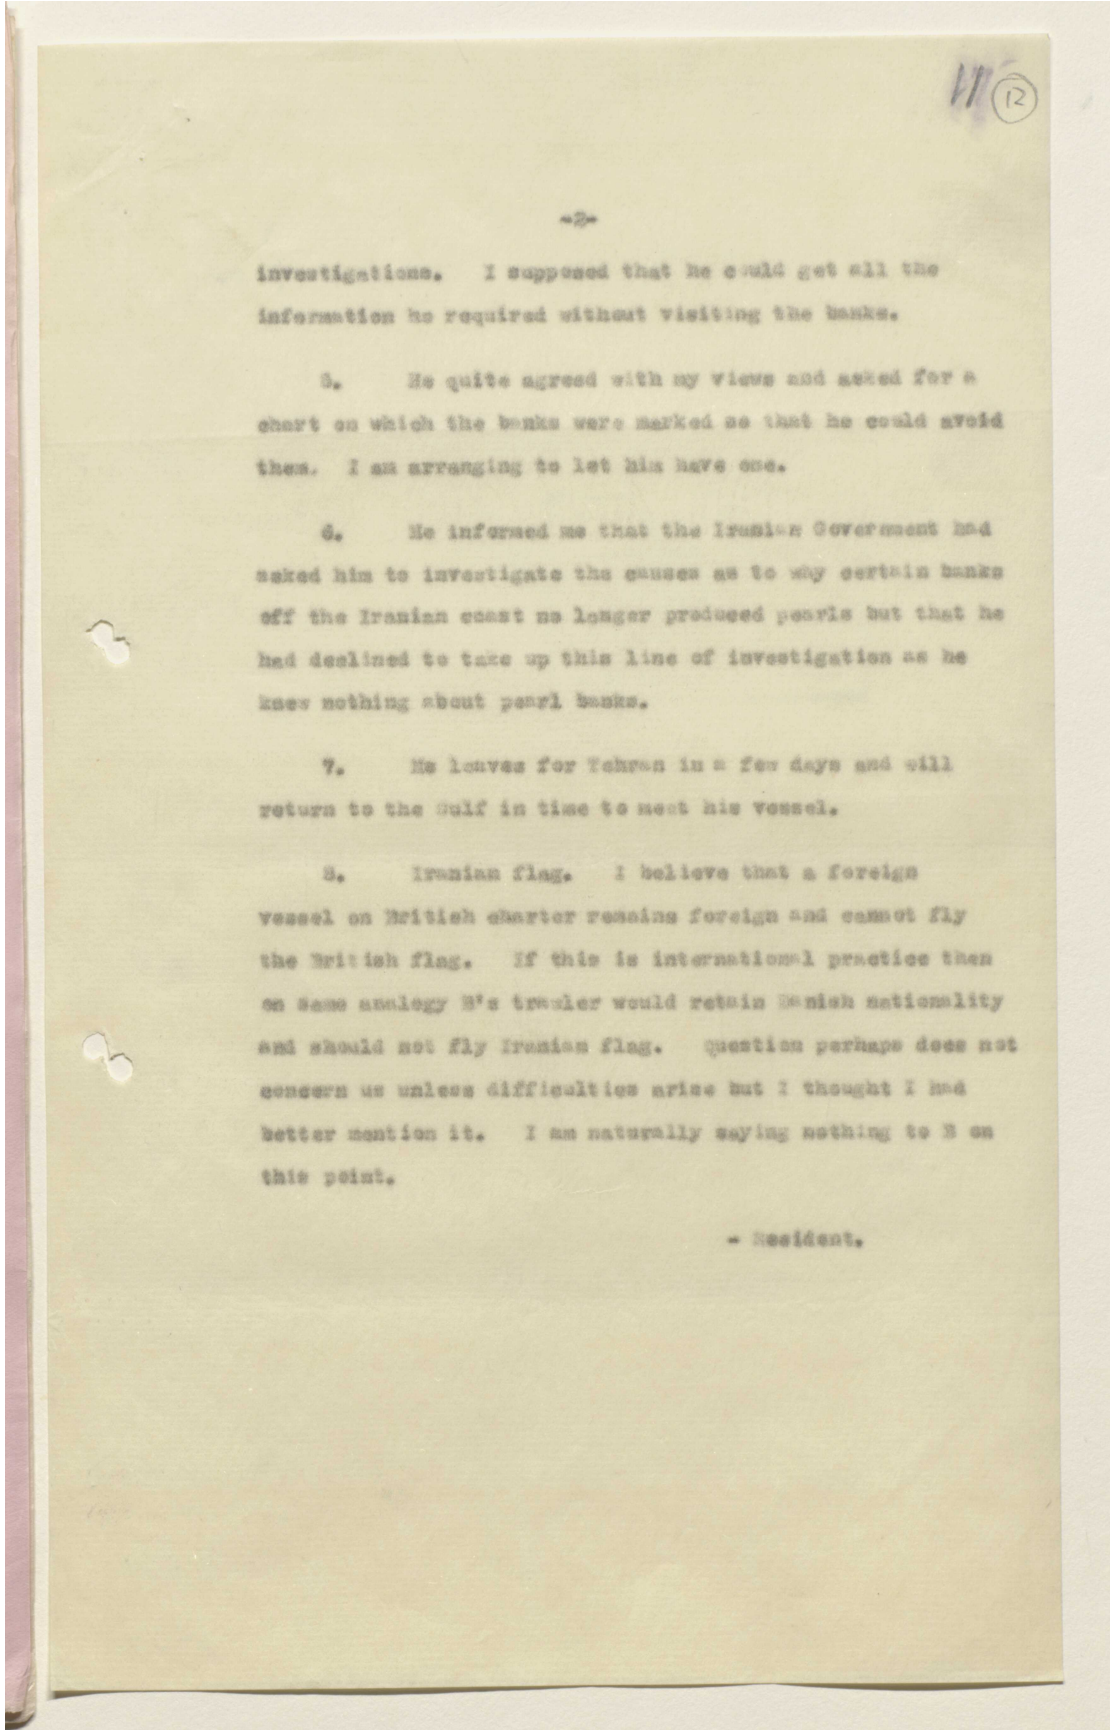 12
-2-
investigations. I supposed that he could get all the
information he required without visiting the banks.
5. He quite agreed with my views and asked for a
chart on which the banks were marked so that he could avoid
them. I am arranging to let him have one.
6. He informed me that the Iranian Government had
asked him to investigate the causes as to why certain banks
off the Iranian coast no longer produced pearls but that he
had declined to take up this line of investigation as he
knew nothing about pearl banks.
7. He leaves for Tehran in a few days and will
return to the Gulf in time to meet his vessel.
8. Iranian flag. I believe that a foreign
vessel on British charter remains foreign and cannot fly
the British flag. If this is international practice then
on same analogy B's trawler would retain Danish nationality
and should not fly Iranian flag. Question perhaps does not
concern us unless difficulties arise but I thought I had
better mention it. I am naturally saying nothing to B on
this point.
- Resident.